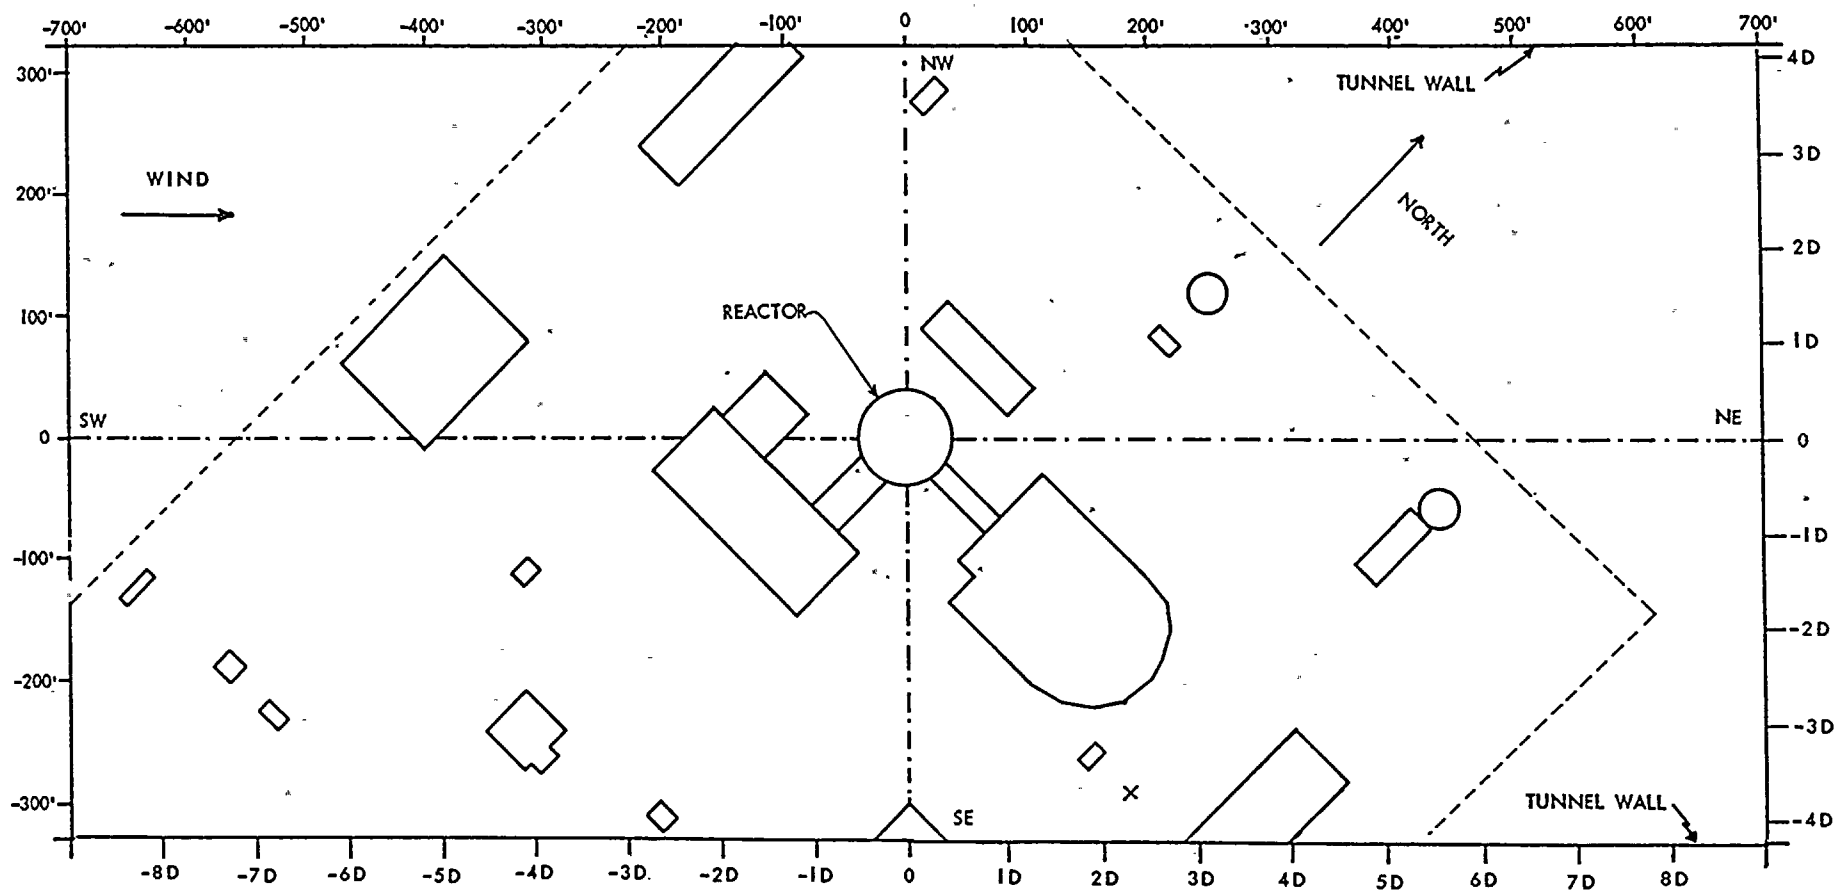 -700' -600' -400' -300' -200' -100' 0 100' 200' 300' 400' 500' 600' 700'
300' NW 4D
TUNNEL WALL
3D
WIND
200'
NORTH
2D
100' REACTOR 1D
SW NE
0 0
-100' -1D
-2D
-200'
-3D
-300' X TUNNEL WALL
SE -4D
-8D -7D -6D -5D -4D -3D -2D -1D 0 1D 2D 3D 4D 5D 6D 7D 8D